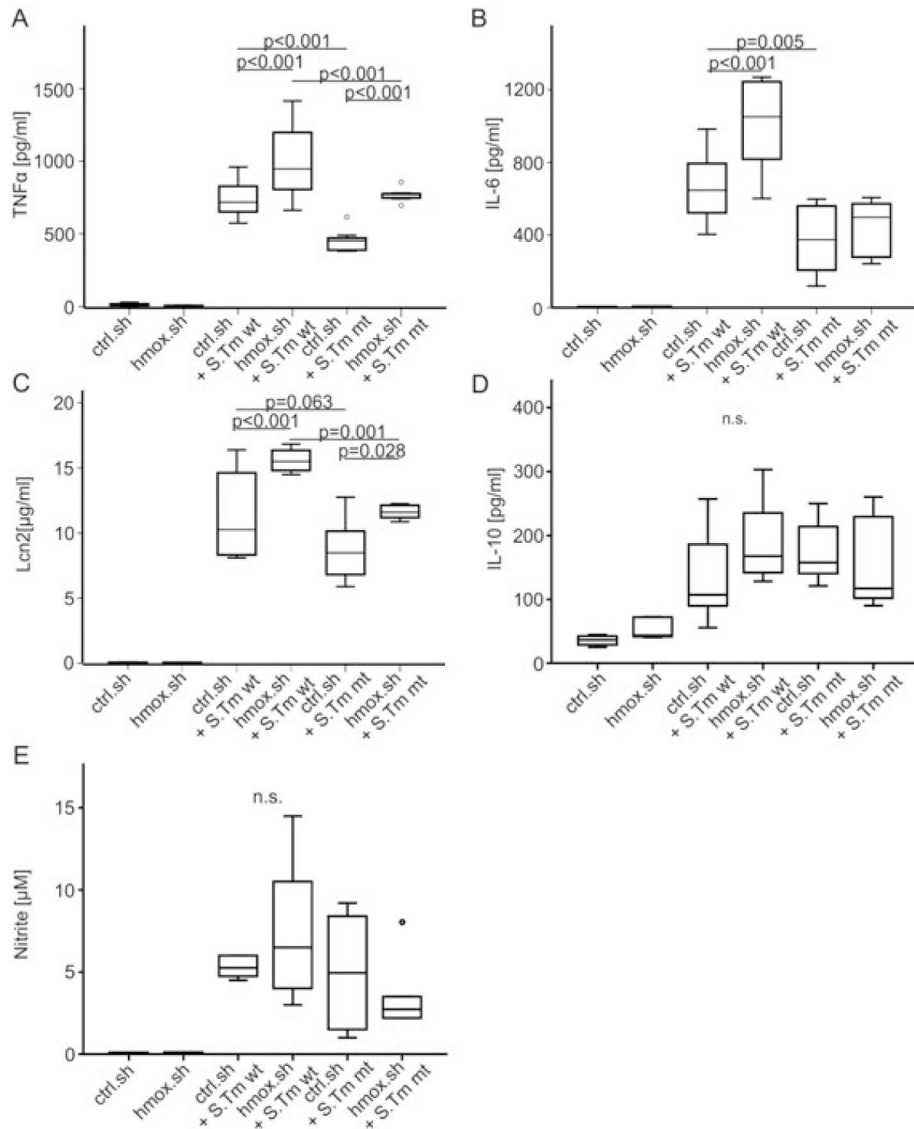 A
TNFα [pg/ml]
1500
1000
500
0
p<0.001
p<0.001
p<0.001
p<0.001
ctrl.sh
hmox.sh
ctrl.sh
+ S.Tm wt
hmox.sh
+ S.Tm wt
ctrl.sh
+ S.Tm mt
hmox.sh
+ S.Tm mt
B
IL-6 [pg/ml]
1200
800
400
0
p=0.005
p<0.001
ctrl.sh
hmox.sh
ctrl.sh
+ S.Tm wt
hmox.sh
+ S.Tm wt
ctrl.sh
+ S.Tm mt
hmox.sh
+ S.Tm mt
C
Lcn2[µg/ml]
20
15
10
5
0
p=0.063
p<0.001
p=0.001
p=0.028
ctrl.sh
hmox.sh
ctrl.sh
+ S.Tm wt
hmox.sh
+ S.Tm wt
ctrl.sh
+ S.Tm mt
hmox.sh
+ S.Tm mt
D
IL-10 [pg/ml]
400
300
200
100
0
n.s.
ctrl.sh
hmox.sh
ctrl.sh
+ S.Tm wt
hmox.sh
+ S.Tm wt
ctrl.sh
+ S.Tm mt
hmox.sh
+ S.Tm mt
E
Nitrite [µM]
15
10
5
0
n.s.
ctrl.sh
hmox.sh
ctrl.sh
+ S.Tm wt
hmox.sh
+ S.Tm wt
ctrl.sh
+ S.Tm mt
hmox.sh
+ S.Tm mt